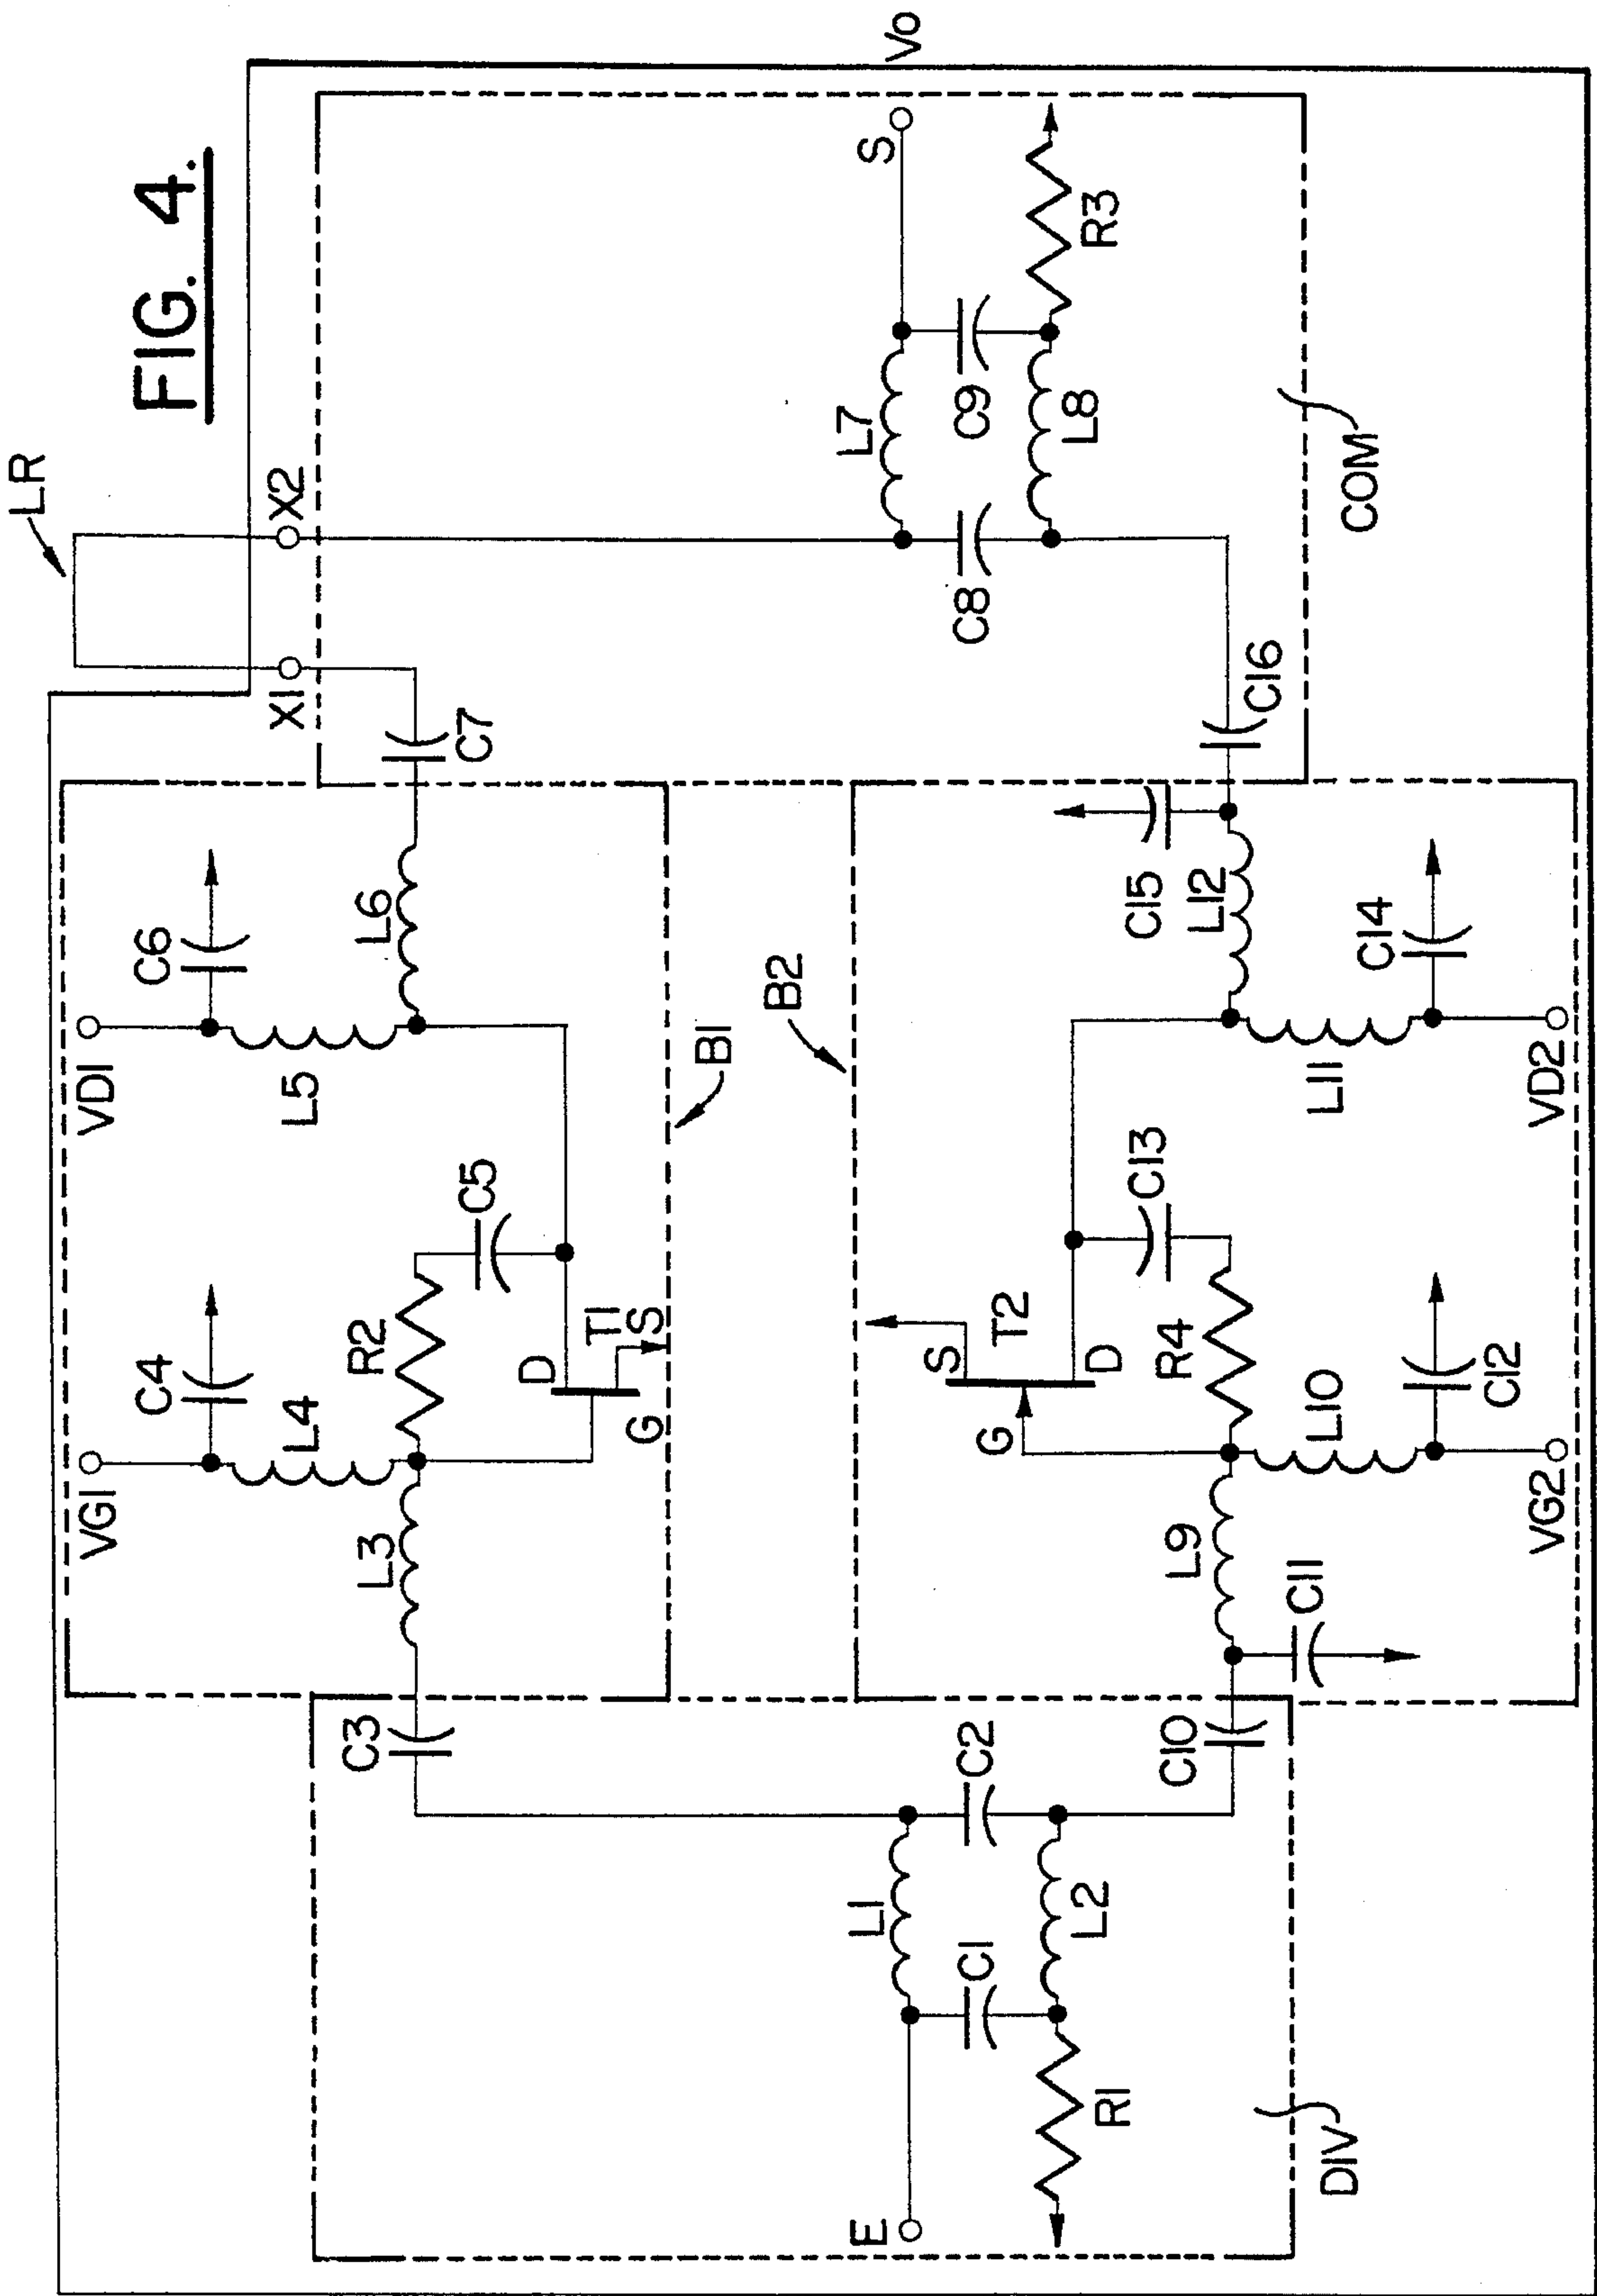 FIG. 4.
LR
X1
X2
Vo
VG1
C4
L4
VD1
C6
L5
L3
R2
C5
L6
C7
D
T1
S
G
B1
B2
C3
L1
C1
C2
L2
R1
E
DIV
C10
C11
L9
G
S
T2
D
R4
C13
L10
C12
VG2
L11
C14
VD2
C15
L12
C16
C8
L7
C9
L8
R3
S
COM